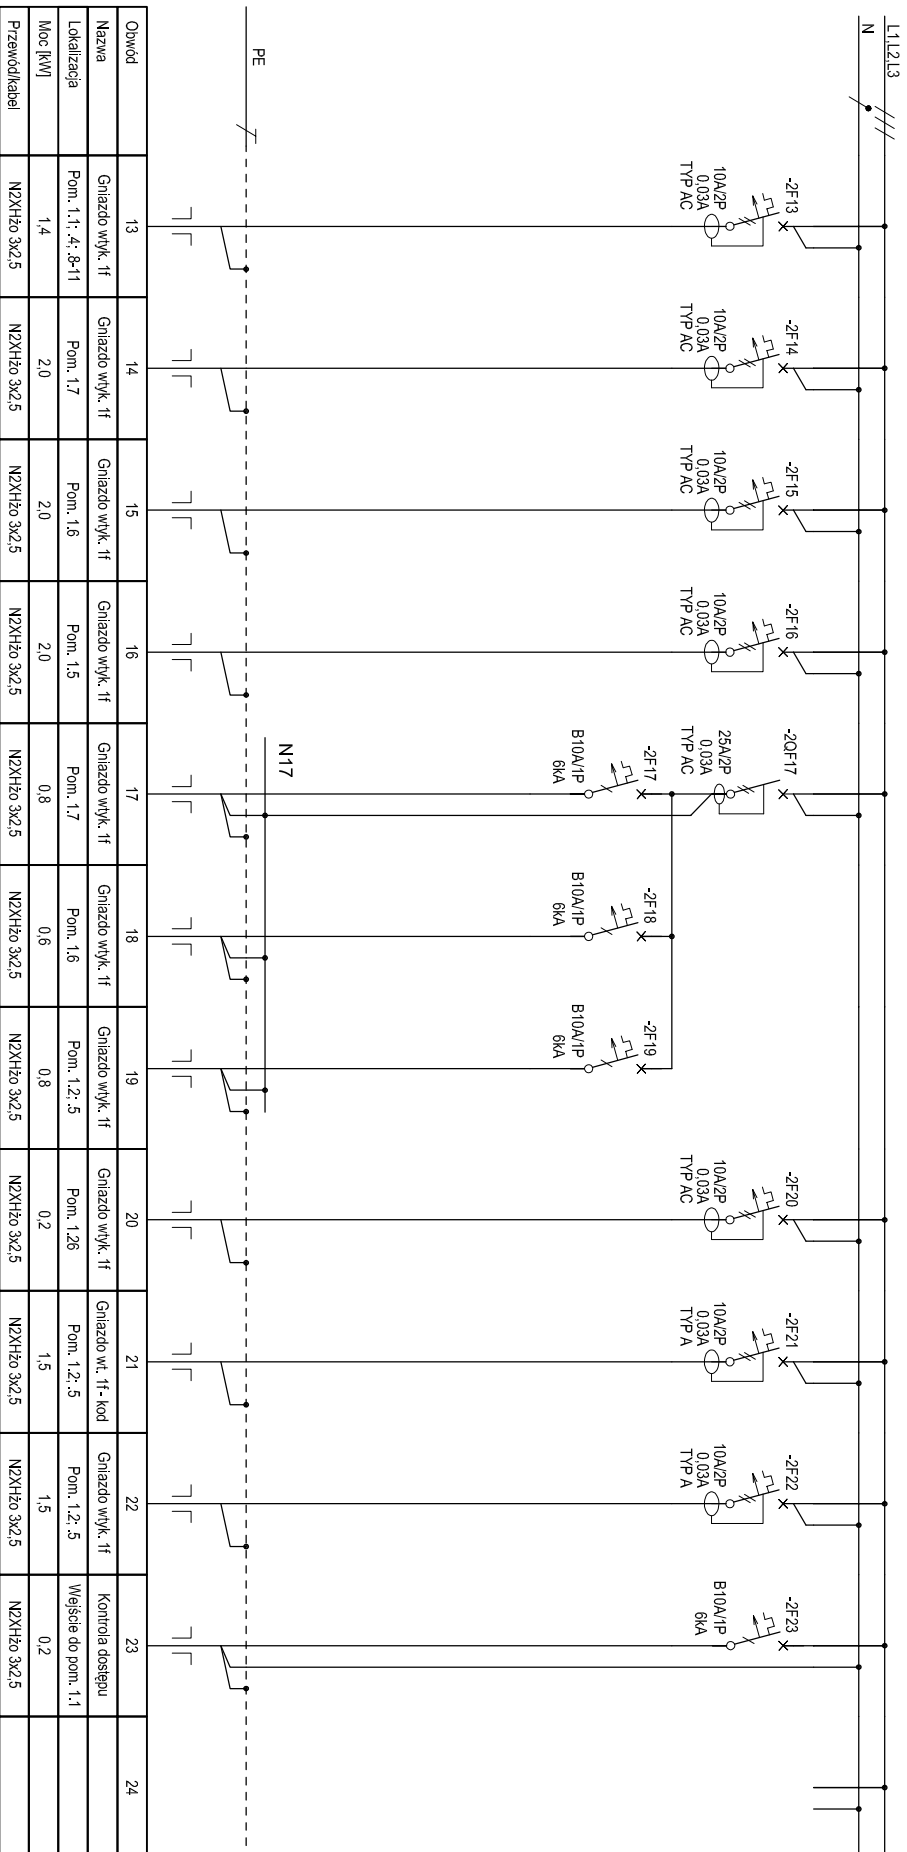 L1,L2,L3
N
-2F13
10A/2P
0,03A
TYP AC
-2F14
10A/2P
0,03A
TYP AC
-2F15
10A/2P
0,03A
TYP AC
-2F16
10A/2P
0,03A
TYP AC
-2QF17
25A/2P
0,03A
TYP AC
-2F20
10A/2P
0,03A
TYP AC
-2F21
10A/2P
0,03A
TYP A
-2F22
10A/2P
0,03A
TYP A
-2F23
B10A/1P
6kA
-2F17
B10A/1P
6kA
-2F18
B10A/1P
6kA
-2F19
B10A/1P
6kA
N17
PE
Obwód 13 14 15 16 17 18 19 20 21 22 23 24
Nazwa Gniazdo wtyk. 1f Gniazdo wtyk. 1f Gniazdo wtyk. 1f Gniazdo wtyk. 1f Gniazdo wtyk. 1f Gniazdo wtyk. 1f Gniazdo wtyk. 1f Gniazdo wtyk. 1f Gniazdo wt. 1f - kod Gniazdo wtyk. 1f Kontrola dostępu
Lokalizacja Pom. 1.1; .4; .8-11 Pom. 1.7 Pom. 1.6 Pom. 1.5 Pom. 1.7 Pom. 1.6 Pom. 1.2; .5 Pom. 1.26 Pom. 1.2; .5 Pom. 1.2; .5 Wejście do pom. 1.1
Moc [kW] 1,4 2,0 2,0 2,0 0,8 0,6 0,8 0,2 1,5 1,5 0,2
Przewód/kabel N2XHżo 3x2,5 N2XHżo 3x2,5 N2XHżo 3x2,5 N2XHżo 3x2,5 N2XHżo 3x2,5 N2XHżo 3x2,5 N2XHżo 3x2,5 N2XHżo 3x2,5 N2XHżo 3x2,5 N2XHżo 3x2,5 N2XHżo 3x2,5